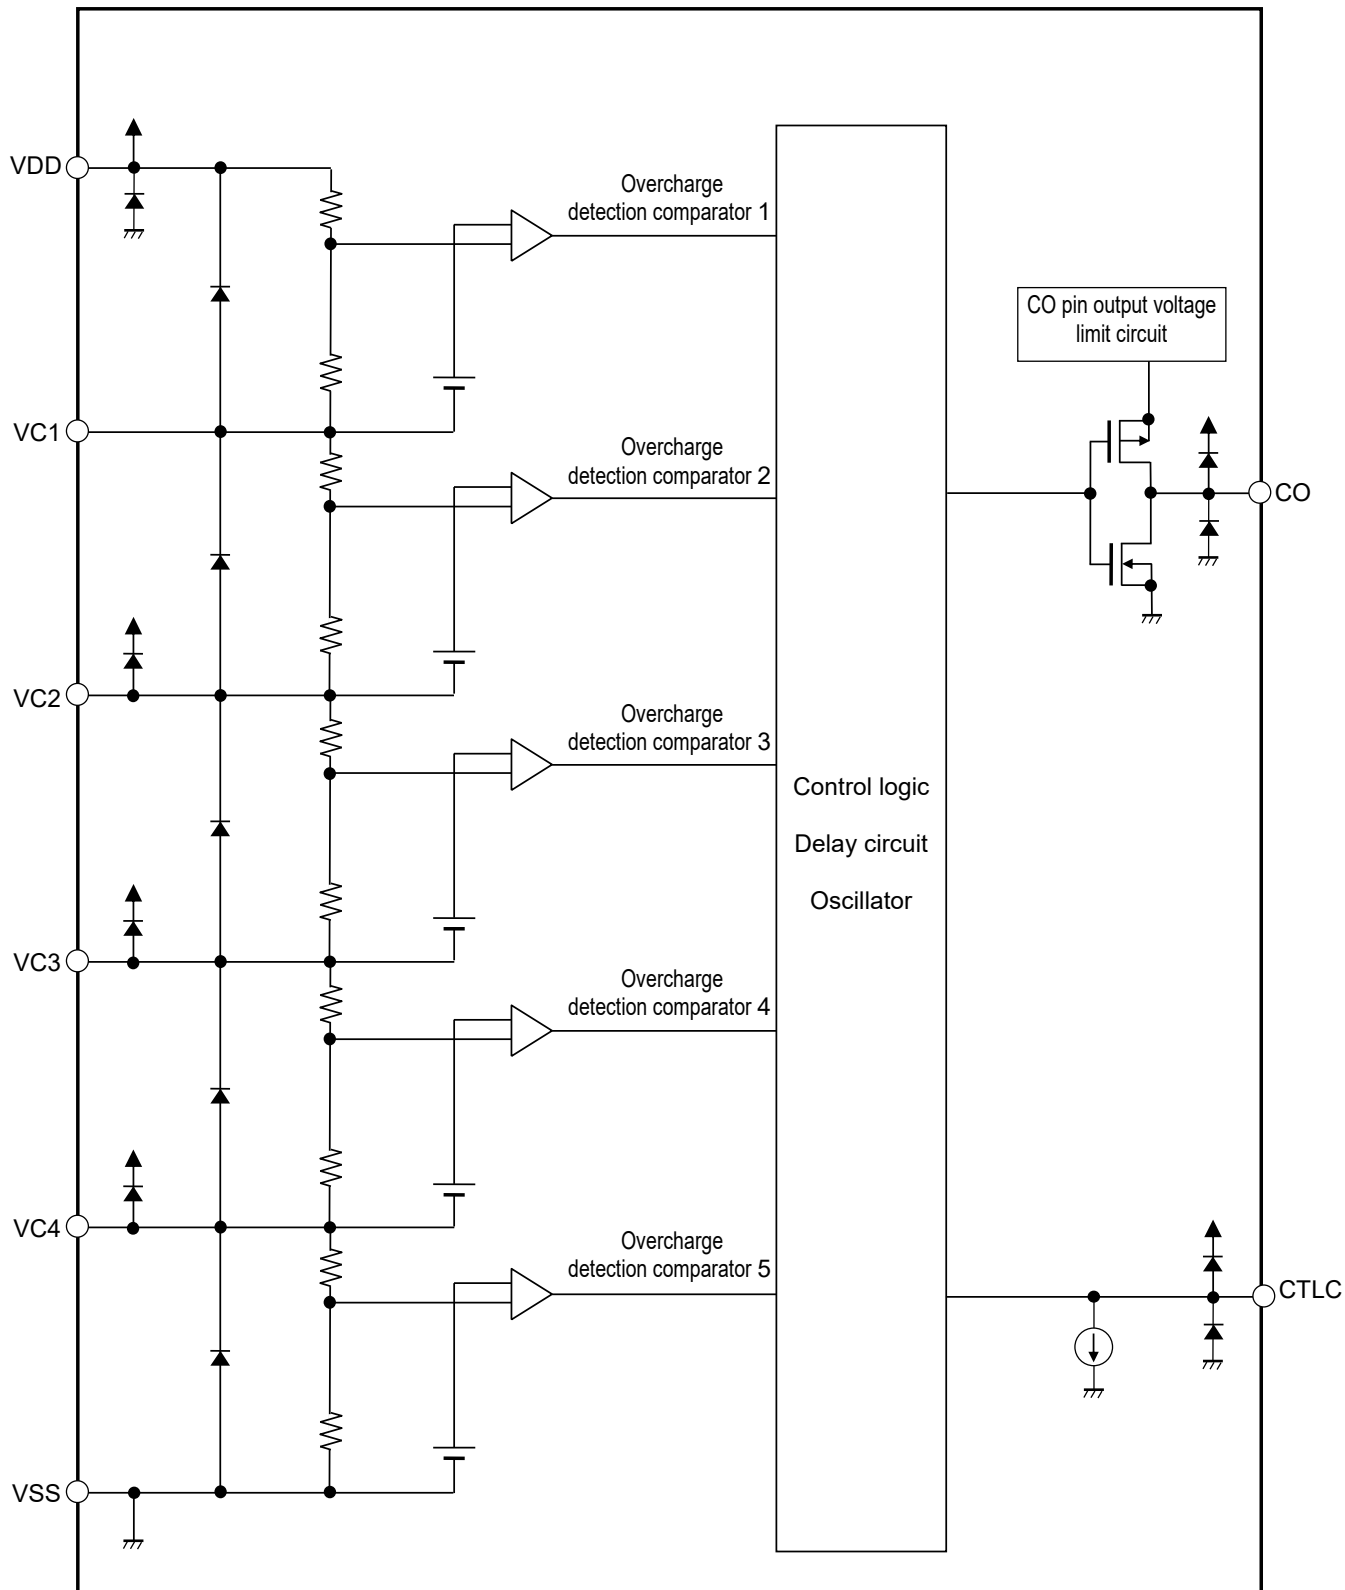 VDD
Overcharge
detection comparator 1
CO pin output voltage
limit circuit
VC1
Overcharge
detection comparator 2
CO
VC2
Overcharge
detection comparator 3
Control logic
Delay circuit
Oscillator
VC3
Overcharge
detection comparator 4
VC4
Overcharge
detection comparator 5
CTLC
VSS